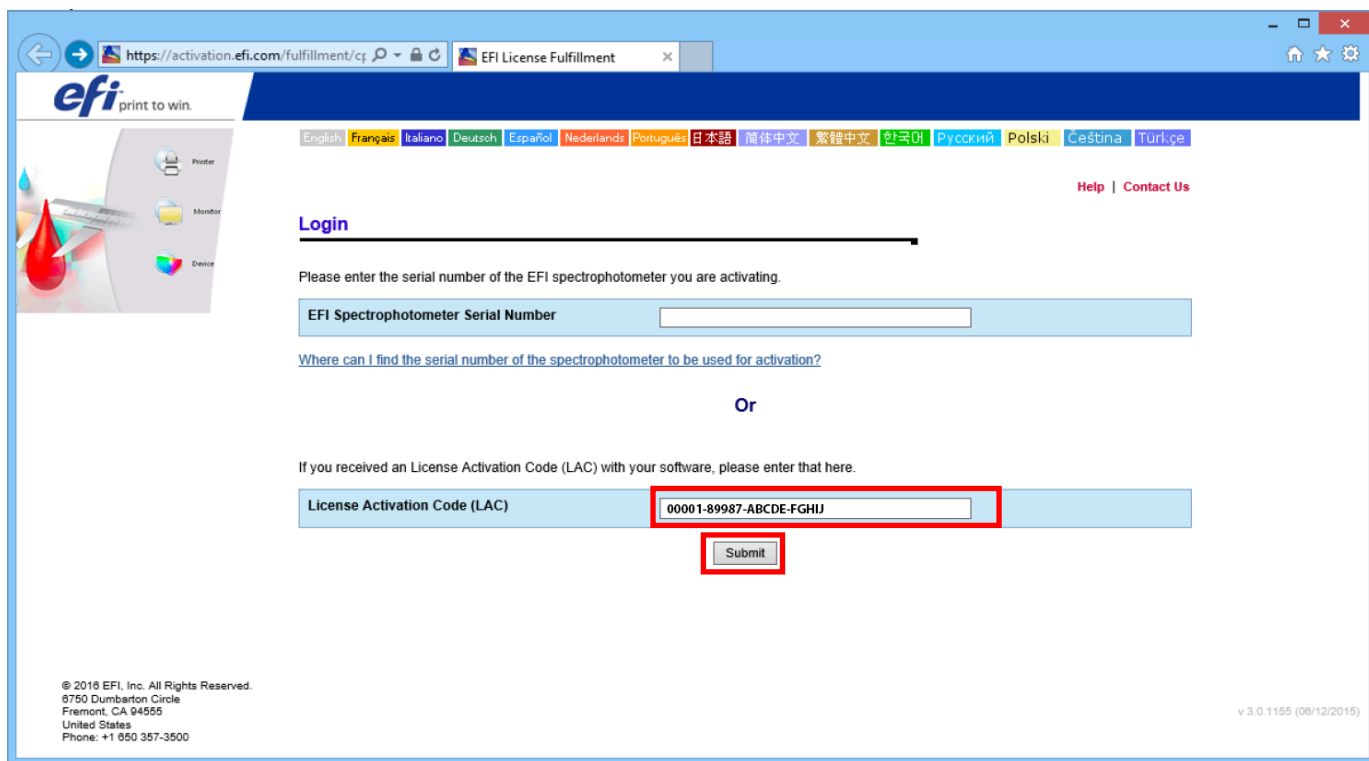 https://activation.efi.com/fulfillment/cp
EFI License Fulfillment
efi print to win.
English Français Italiano Deutsch Español Nederlands Português 日本語 简体中文 繁體中文 한국어 Русский Polski Čeština Türkçe
Printer
Monitor
Device
Help | Contact Us
Login
Please enter the serial number of the EFI spectrophotometer you are activating.
EFI Spectrophotometer Serial Number
Where can I find the serial number of the spectrophotometer to be used for activation?
Or
If you received an License Activation Code (LAC) with your software, please enter that here.
License Activation Code (LAC) 00001-89987-ABCDE-FGHIJ
Submit
© 2016 EFI, Inc. All Rights Reserved.
6750 Dumbarton Circle
Fremont, CA 94555
United States
Phone: +1 650 357-3500
v 3.0.1155 (06/12/2015)